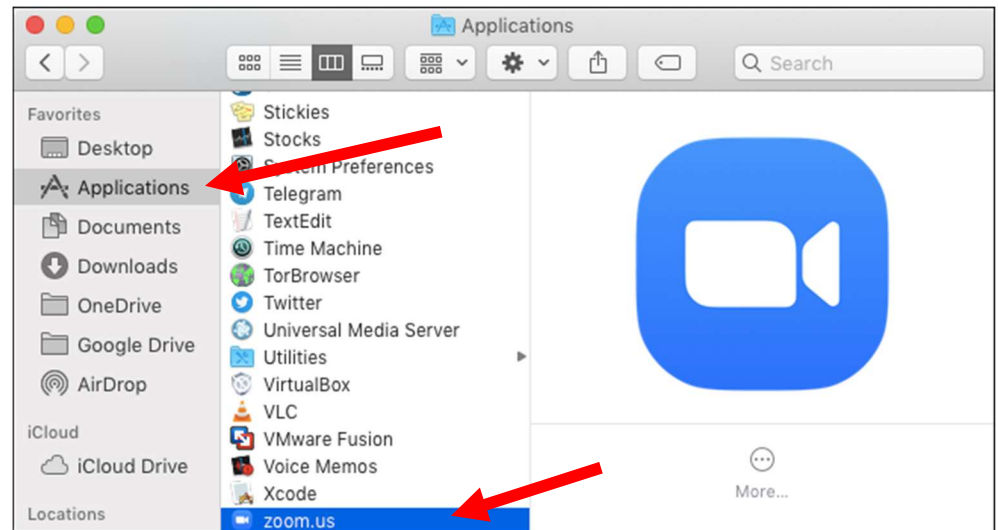 Applications
Search
Favorites
Desktop
Applications
Documents
Downloads
OneDrive
Google Drive
AirDrop
iCloud
iCloud Drive
Locations
Stickies
Stocks
System Preferences
Telegram
TextEdit
Time Machine
TorBrowser
Twitter
Universal Media Server
Utilities
VirtualBox
VLC
VMware Fusion
Voice Memos
Xcode
zoom.us
More...